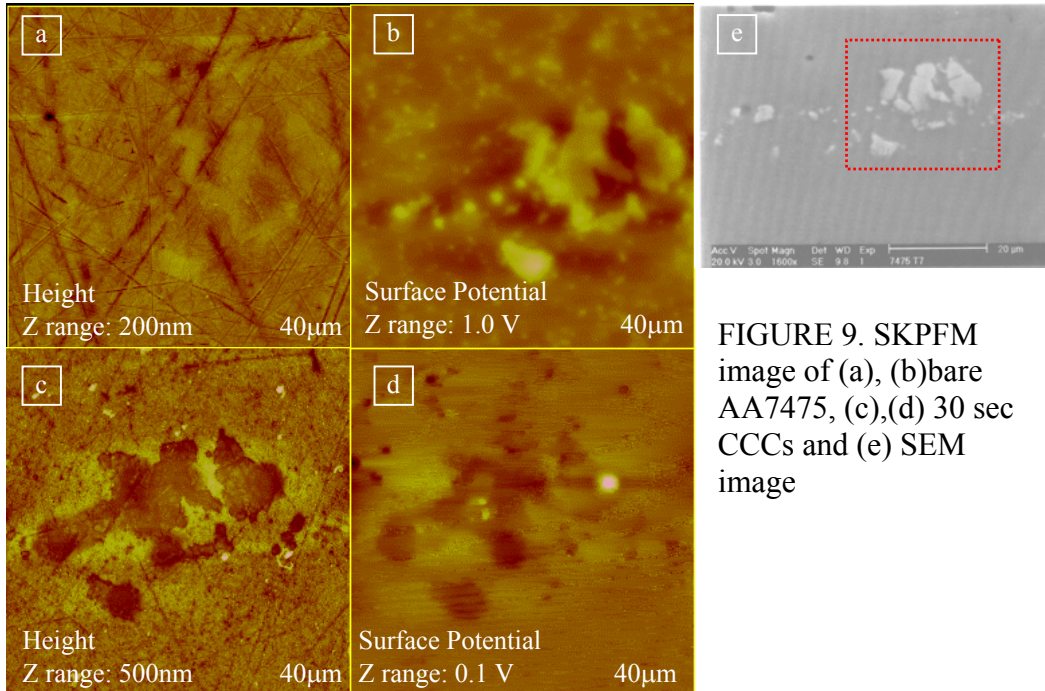 a
Height
Z range: 200nm 40μm
b
Surface Potential
Z range: 1.0 V 40μm
c
Height
Z range: 500nm 40μm
d
Surface Potential
Z range: 0.1 V 40μm
e
Acc.V Spot Magn Det WD Exp 20 μm
20.0 kV 3.0 1600x SE 9.8 1 7475 T7
FIGURE 9. SKPFM
image of (a), (b)bare
AA7475, (c),(d) 30 sec
CCCs and (e) SEM
image